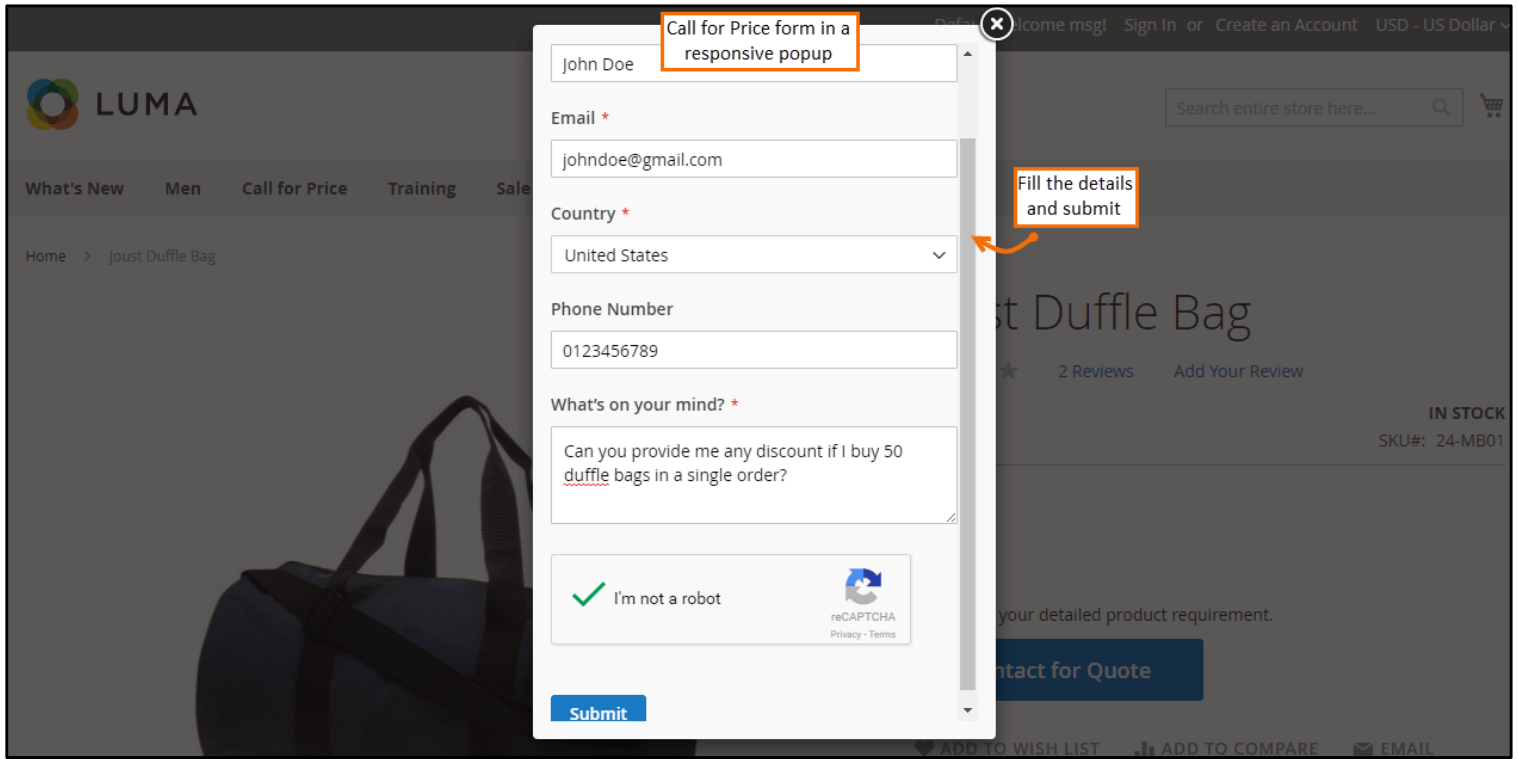 Call for Price form in a
responsive popup
welcome msg! Sign In or Create an Account USD - US Dollar
LUMA
Search entire store here...
What's New Men Call for Price Training Sale
Home > Joust Duffle Bag
John Doe
Email *
johndoe@gmail.com
Country *
United States
Phone Number
0123456789
What's on your mind? *
Can you provide me any discount if I buy 50
duffle bags in a single order?
I'm not a robot
reCAPTCHA
Privacy - Terms
Submit
Fill the details
and submit
Duffle Bag
2 Reviews Add Your Review
IN STOCK
SKU#: 24-MB01
your detailed product requirement.
for Quote
ADD TO WISH LIST ADD TO COMPARE EMAIL